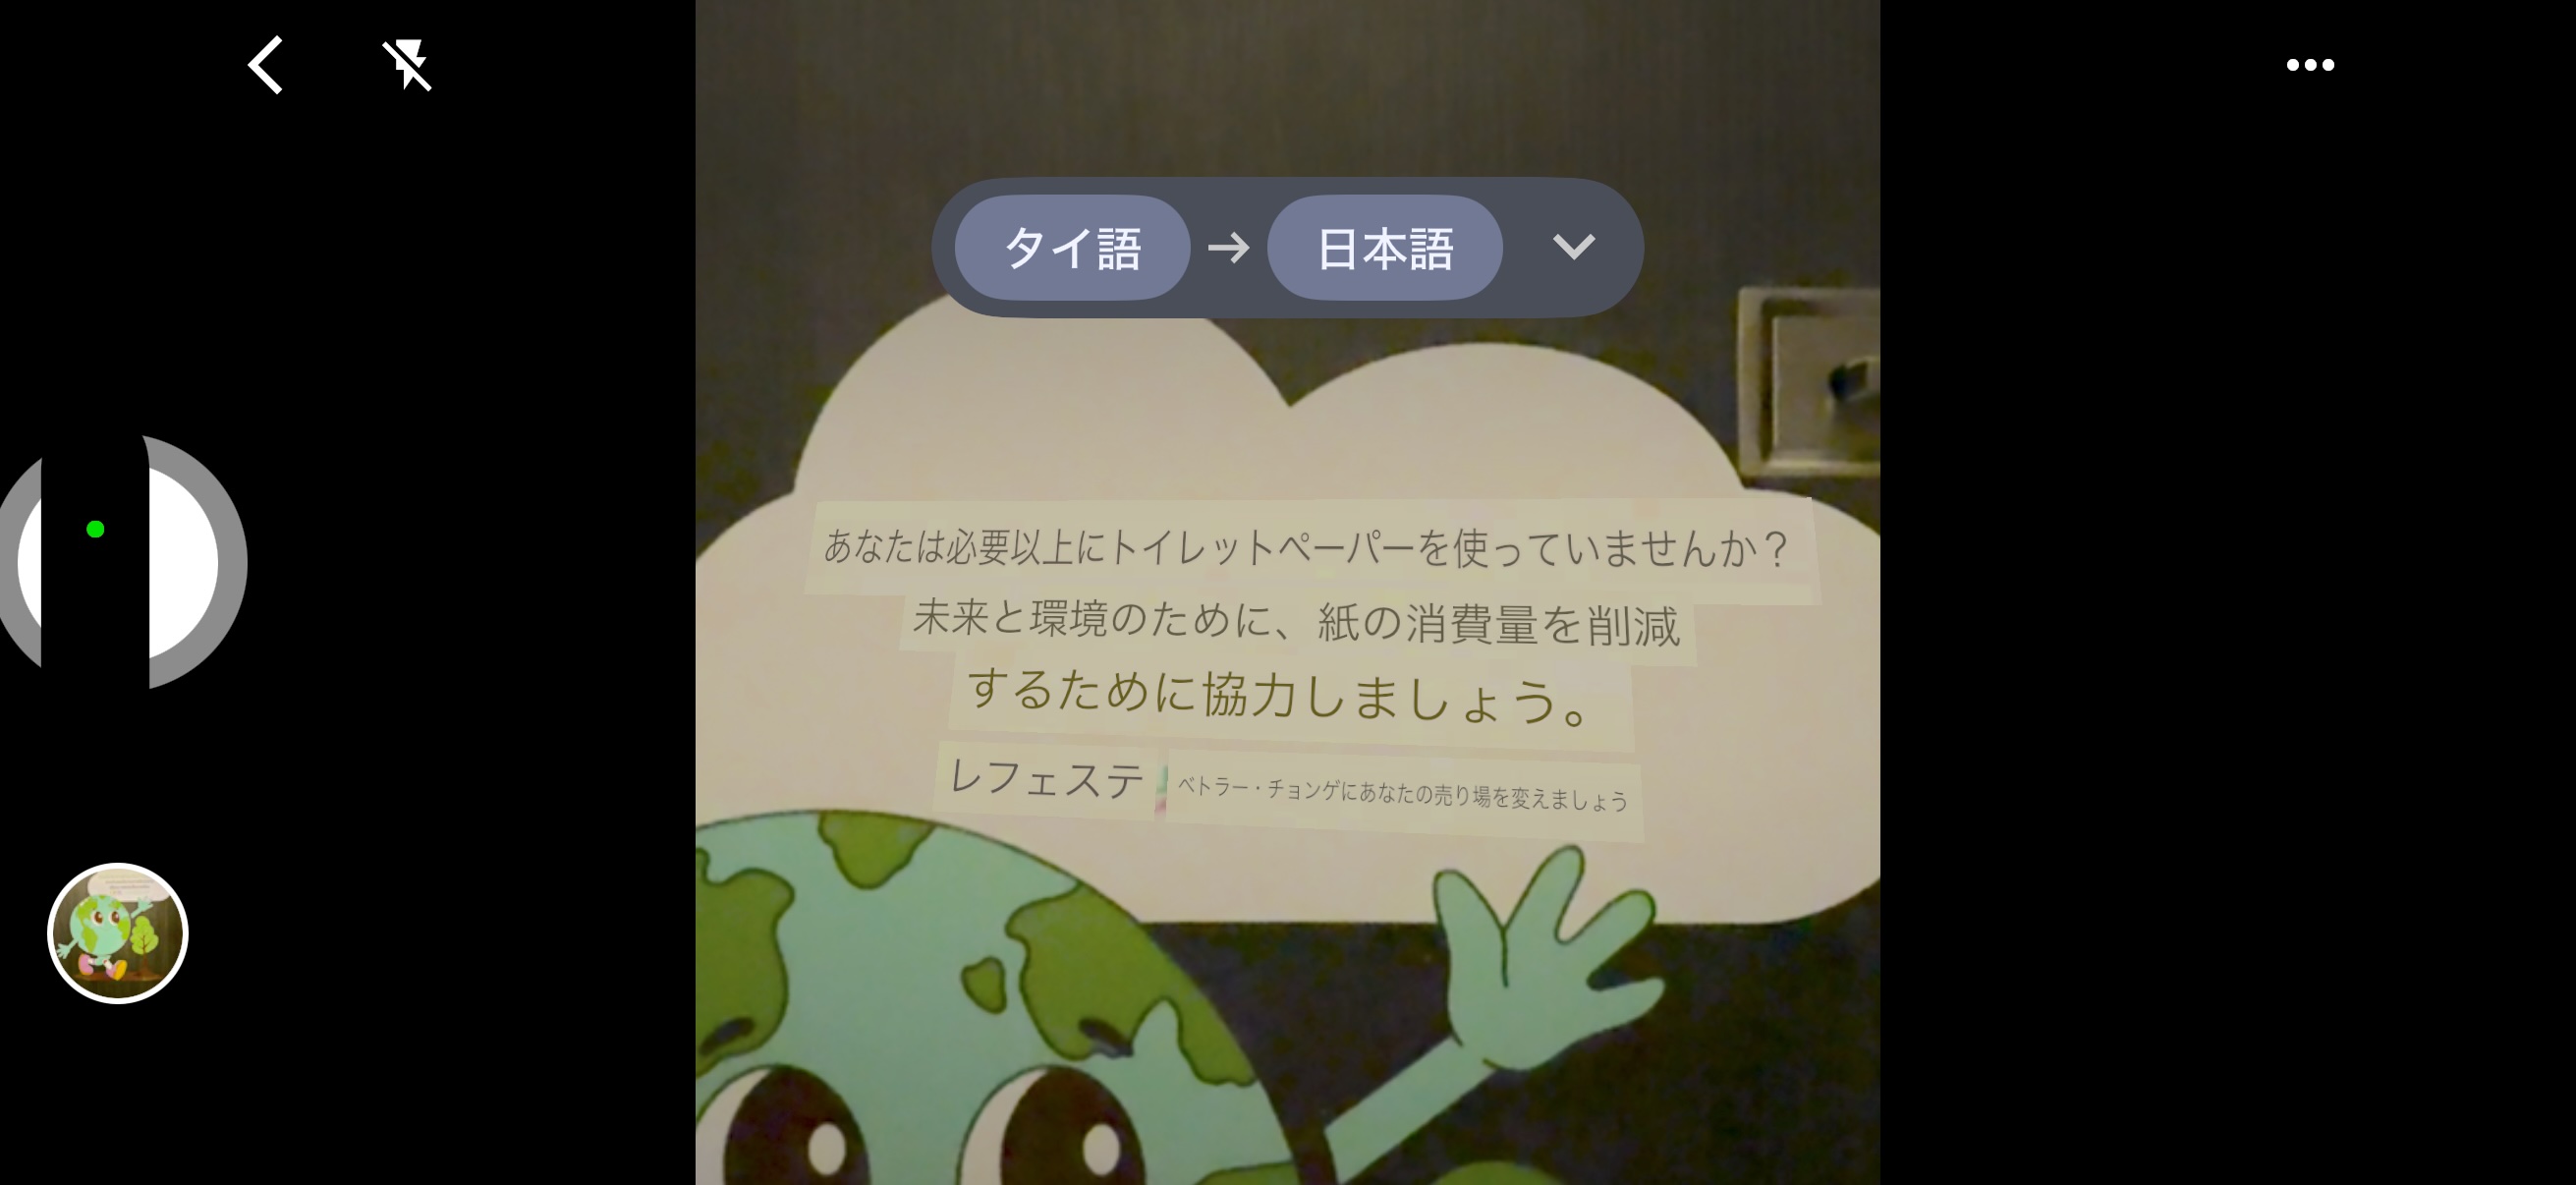 タイ語 → 日本語
あなたは必要以上にトイレットペーパーを使っていませんか？
未来と環境のために、紙の消費量を削減
するために協力しましょう。
レフェステ
ベトラー・チョンゲにあなたの売り場を変えましょう